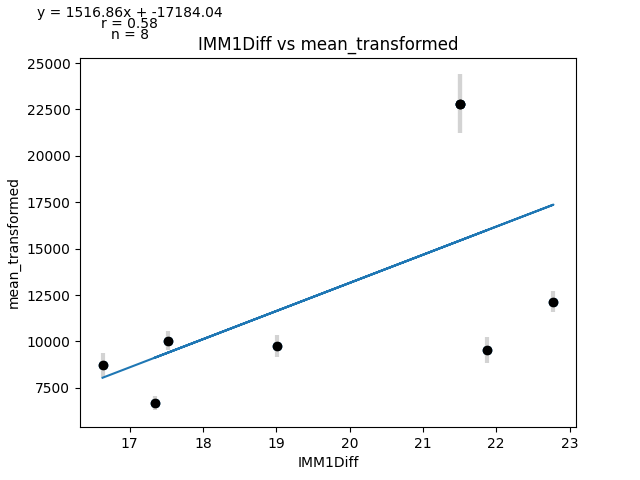 y = 1516.86x + -17184.04
r = 0.58
n = 8
IMM1Diff vs mean_transformed
25000
22500
20000
17500
15000
12500
10000
7500
mean_transformed
17 18 19 20 21 22 23
IMM1Diff